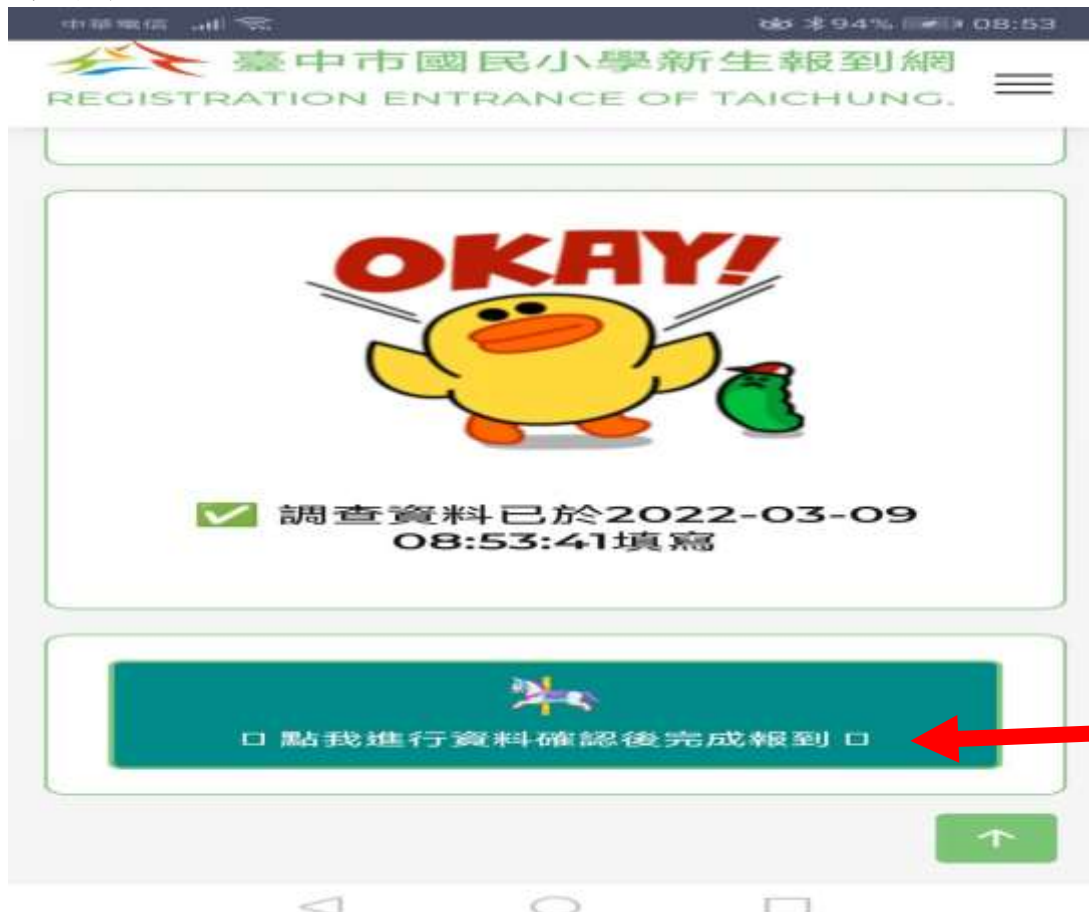 中華電信 94% 08:53
臺中市國民小學新生報到網
REGISTRATION ENTRANCE OF TAICHUNG.
OKAY!
調查資料已於2022-03-09
08:53:41填寫
點我進行資料確認後完成報到